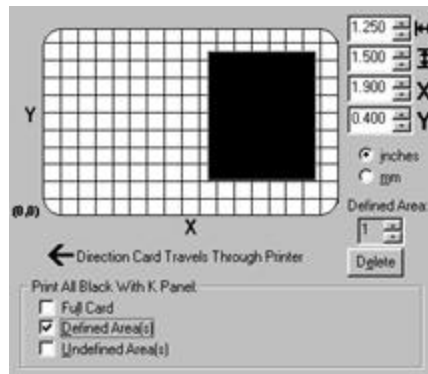 1.250
1.500
1.900 X
0.400 Y
Y
inches
mm
(0,0)
X
Defined Area:
1
Direction Card Travels Through Printer
Delete
Print All Black With K Panel:
Full Card
Defined Area(s)
Undefined Area(s)